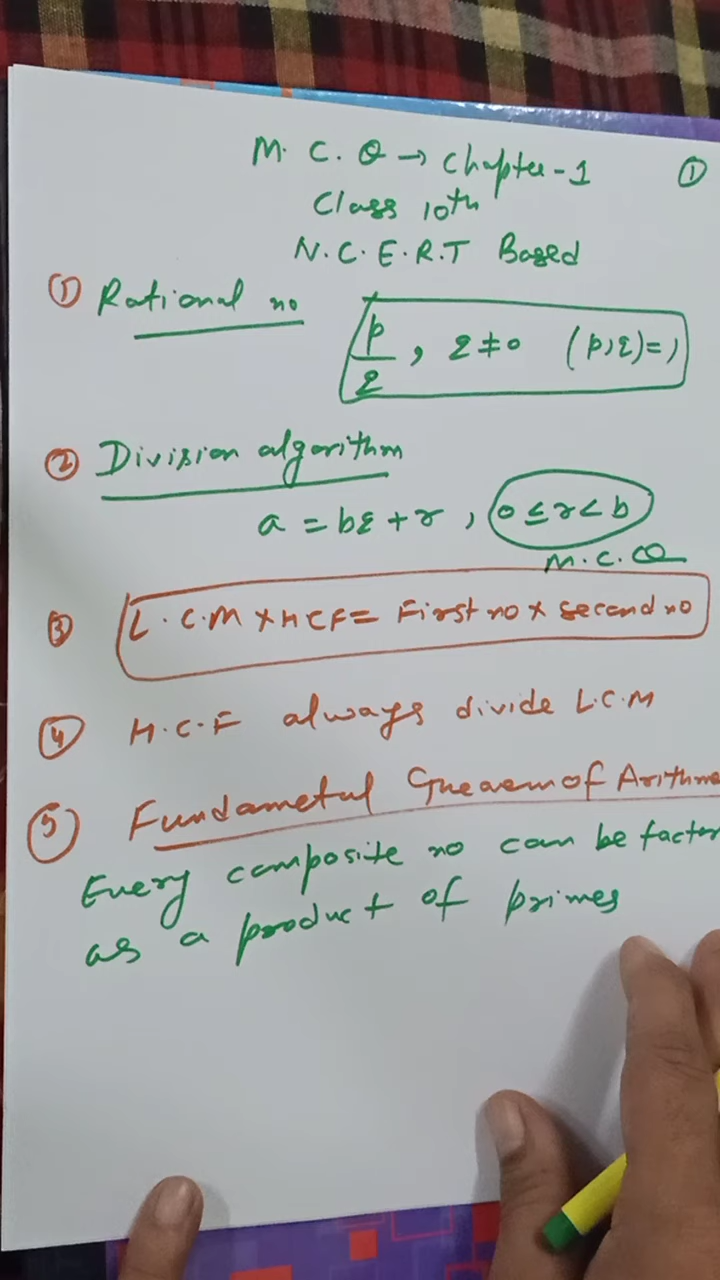 M. C. Q → Chapter-1 ①
Class 10th
N.C.E.R.T Based
① Rational no p/q, q≠0 (p,q)=1
② Division algorithm
a = bq + r, 0 ≤ r < b
M.C.Q
③ L.C.M × HCF = First no × second no
④ H.C.F always divide L.C.M
⑤ Fundametal of Arithme
Every composite no can be factor
as a product of primes